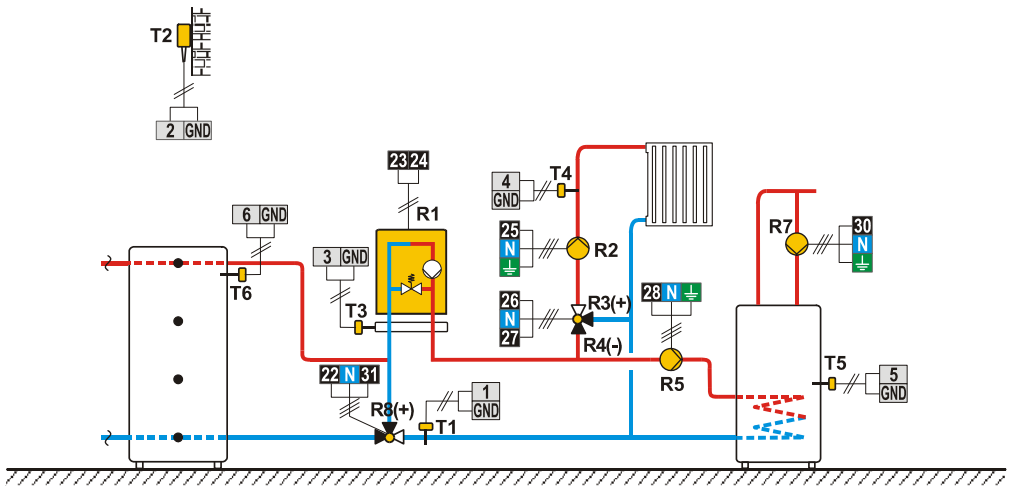 T2
2 GND
23 24
R1
6 GND
T6
3 GND
T3
22 N 31
R8(+)
1
GND
T1
4
GND
T4
25
N
R2
26
N
27
R3(+)
R4(-)
28 N
R5
R7
30
N
T5
5
GND